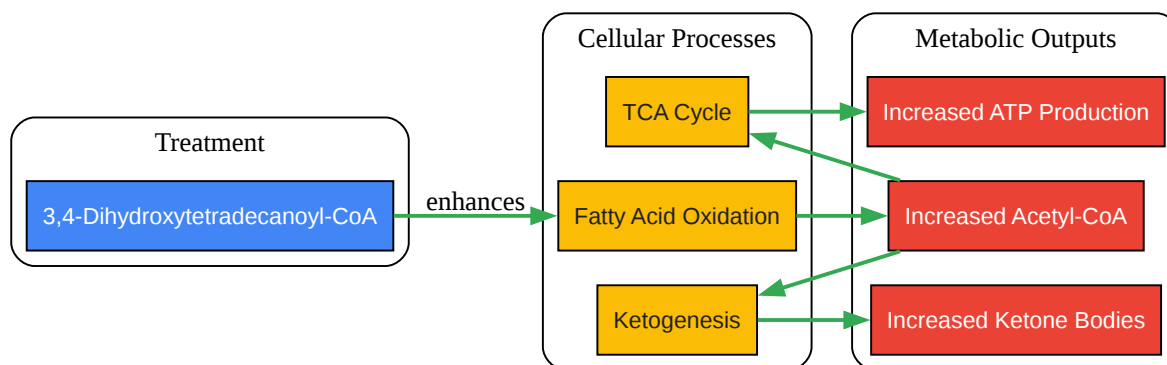 Treatment
3,4-Dihydroxytetradecanoyl-CoA
enhances
Cellular Processes
TCA Cycle
Fatty Acid Oxidation
Ketogenesis
Metabolic Outputs
Increased ATP Production
Increased Acetyl-CoA
Increased Ketone Bodies